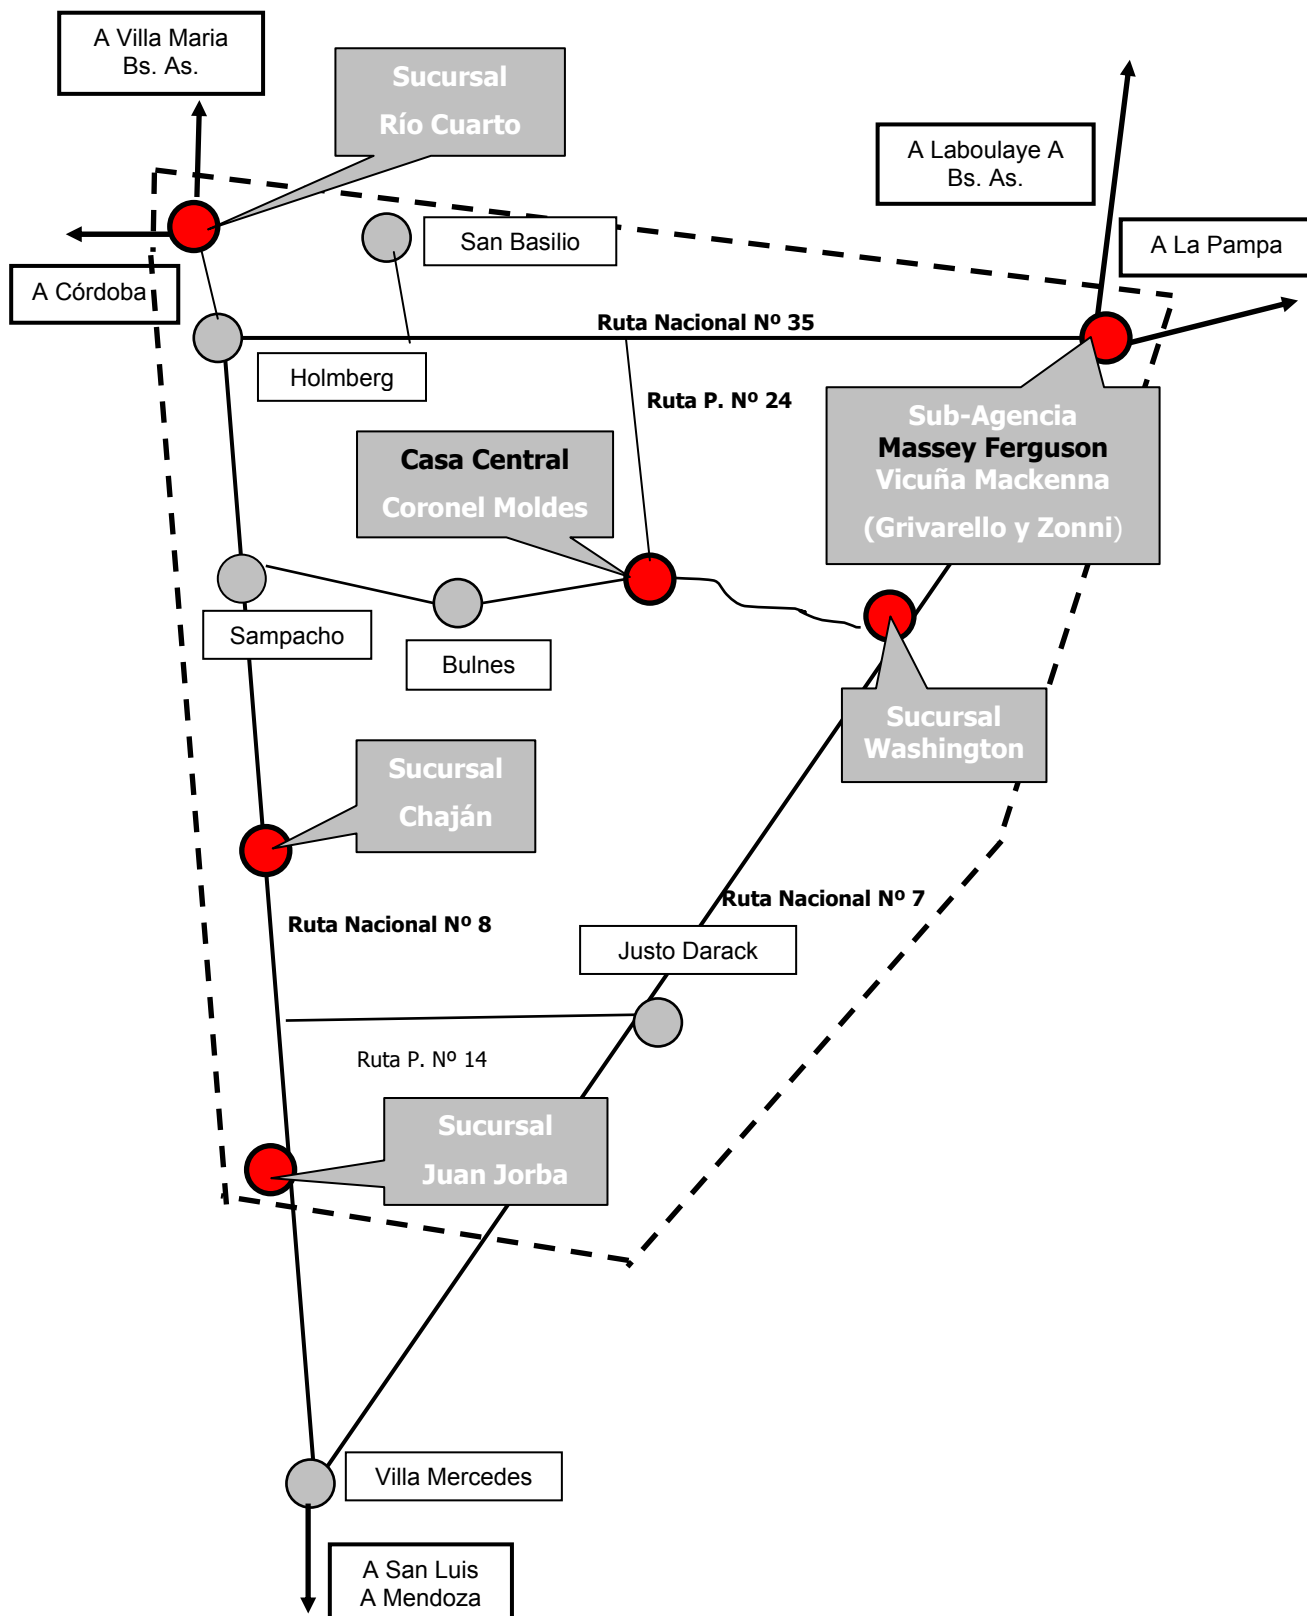 A Villa Maria
Bs. As.
Sucursal
Río Cuarto
A Laboulaye A
Bs. As.
San Basilio
A La Pampa
A Córdoba
Ruta Nacional Nº 35
Holmberg
Ruta P. Nº 24
Sub-Agencia
Massey Ferguson
Vicuña Mackenna
(Grivarello y Zonni)
Casa Central
Coronel Moldes
Sampacho
Bulnes
Sucursal
Washington
Sucursal
Chaján
Ruta Nacional Nº 7
Ruta Nacional Nº 8
Justo Darack
Ruta P. Nº 14
Sucursal
Juan Jorba
Villa Mercedes
A San Luis
A Mendoza